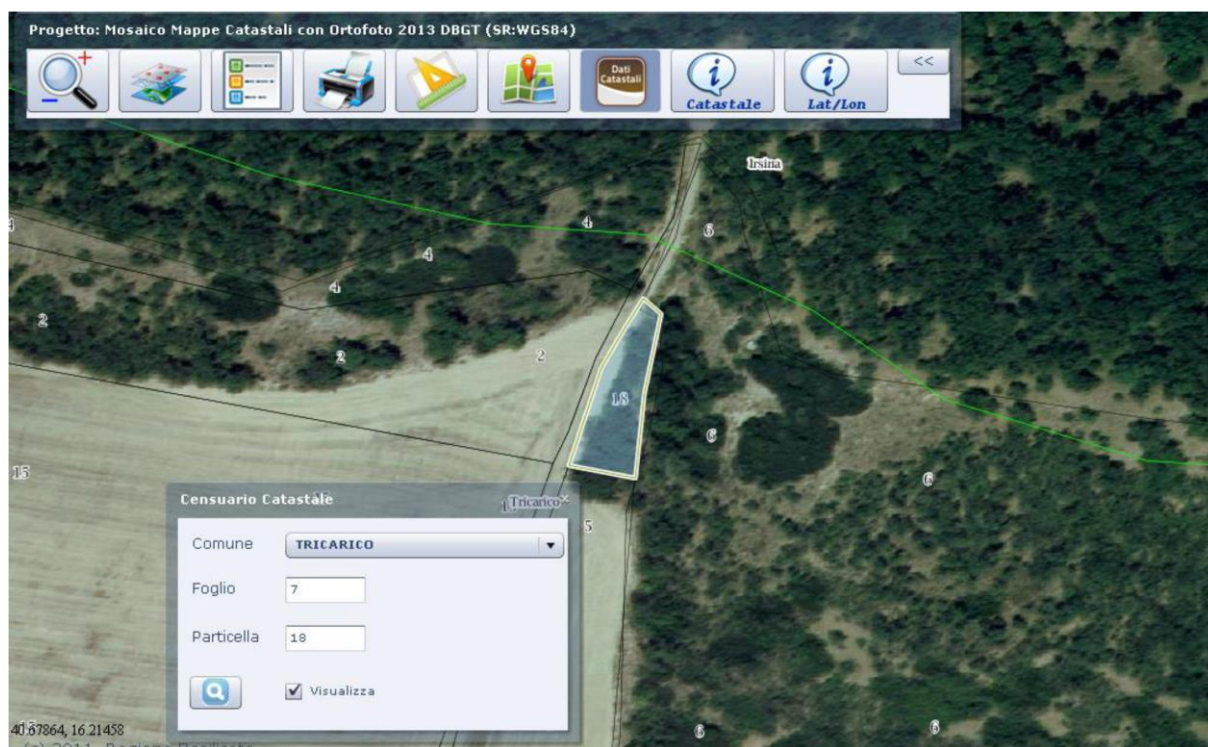 Progetto: Mosaico Mappe Catastali con Ortofoto 2013 DBGT (SR:WGS84)
Dati
Catastali
Catastale
Lat/Lon
<<
Irsina
4
6
4
4
4
2
2
2
18
6
15
6
Censuario Catastale
Tricarico
5
Comune
TRICARICO
Foglio
7
Particella
18
Visualizza
40.67864, 16.21458
6
6